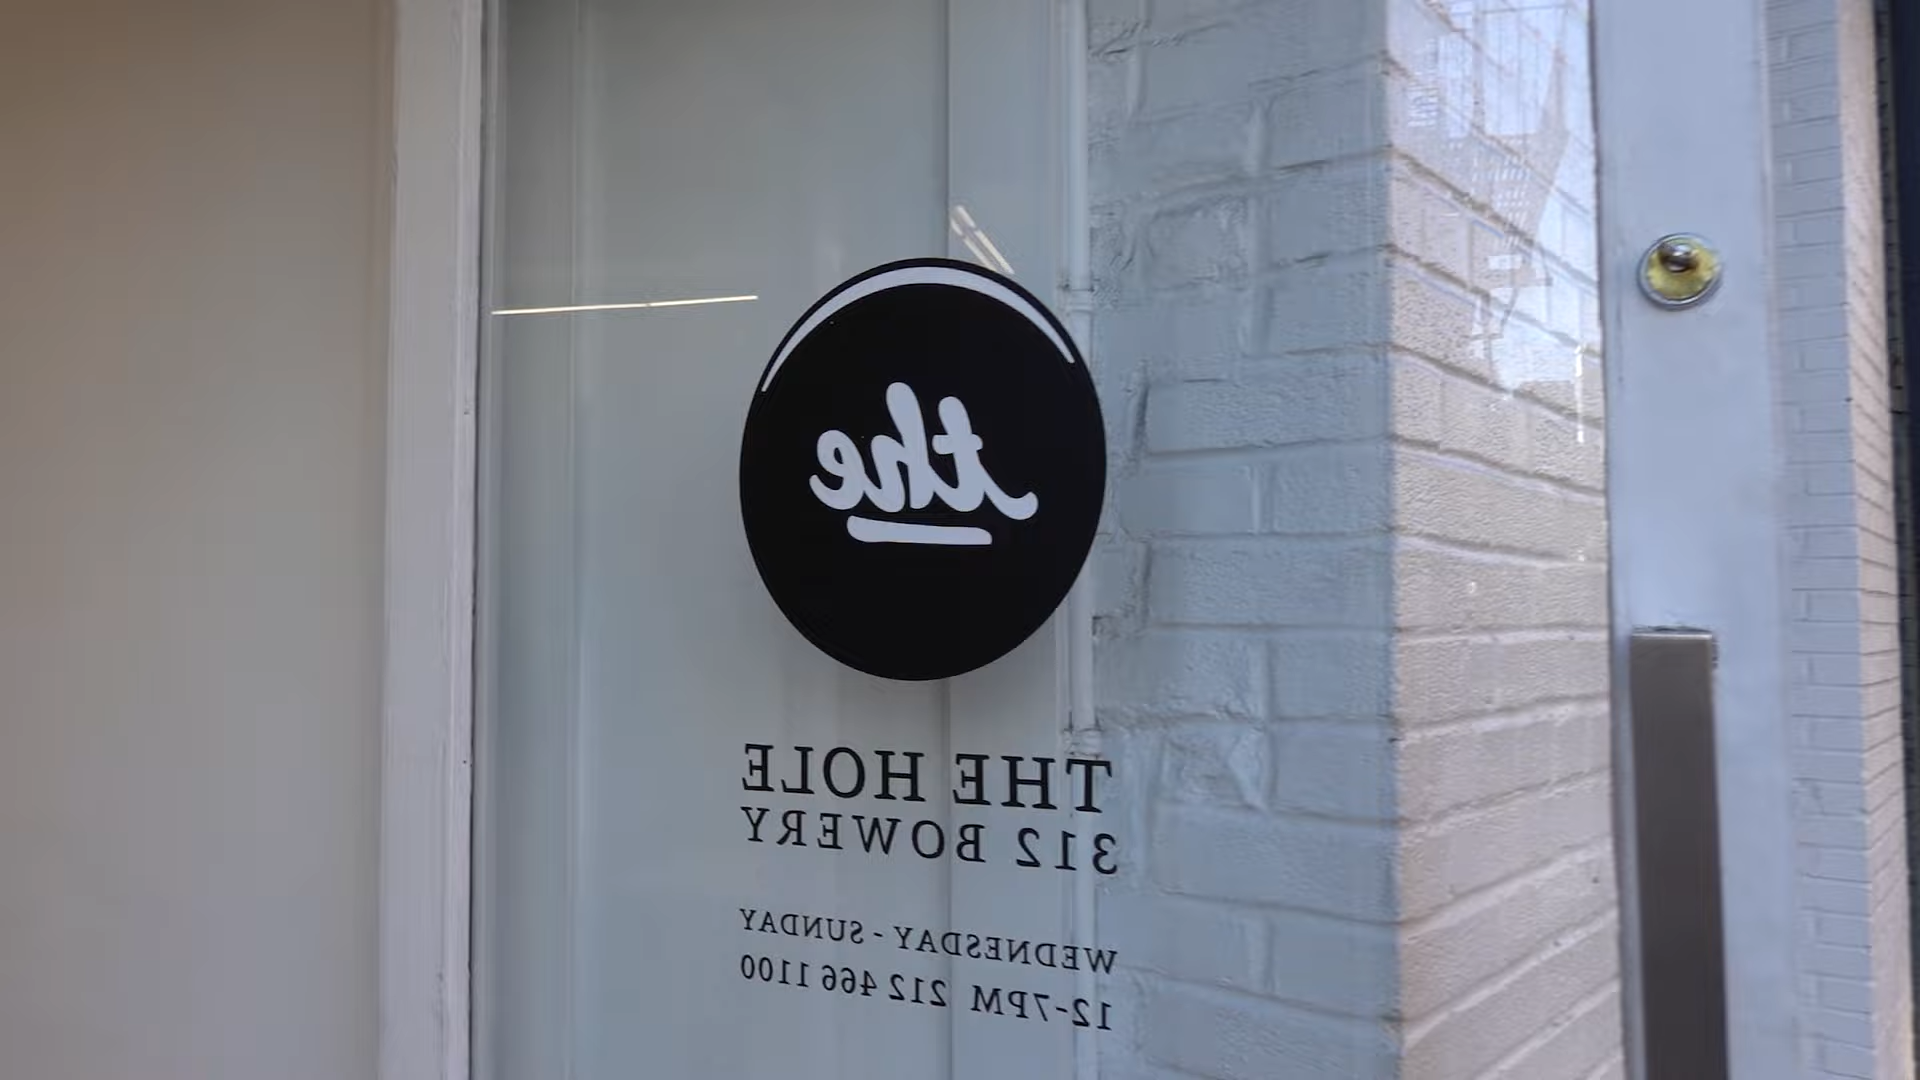 the
THE HOLE
312 BOWERY
WEDNESDAY - SUNDAY
12-7PM 212 466 1100